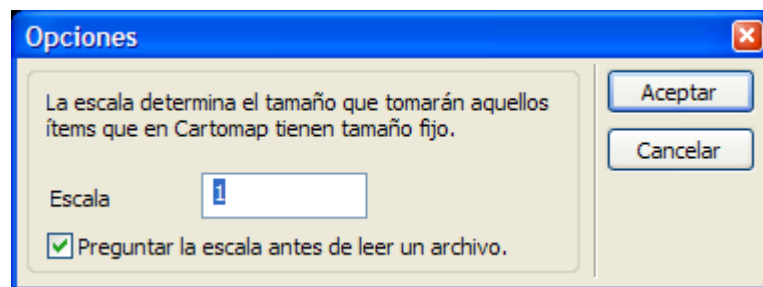 Opciones
La escala determina el tamaño que tomarán aquellos
ítems que en Cartomap tienen tamaño fijo.
Escala 1
Preguntar la escala antes de leer un archivo.
Aceptar
Cancelar